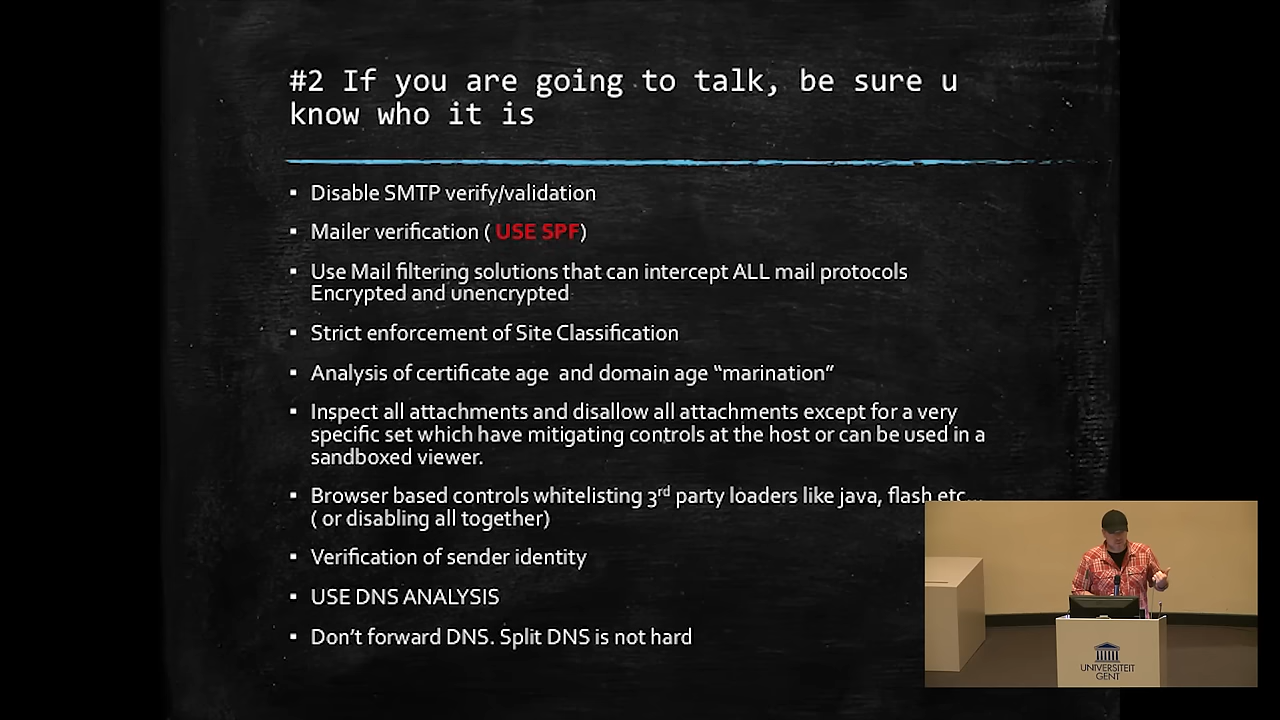 #2 If you are going to talk, be sure u
know who it is
▪ Disable SMTP verify/validation
▪ Mailer verification ( USE SPF)
▪ Use Mail filtering solutions that can intercept ALL mail protocols
Encrypted and unencrypted
▪ Strict enforcement of Site Classification
▪ Analysis of certificate age and domain age “marination”
▪ Inspect all attachments and disallow all attachments except for a very
specific set which have mitigating controls at the host or can be used in a
sandboxed viewer.
▪ Browser based controls whitelisting 3rd party loaders like java, flash etc...
( or disabling all together)
▪ Verification of sender identity
▪ USE DNS ANALYSIS
▪ Don’t forward DNS. Split DNS is not hard
UNIVERSITEIT
GENT